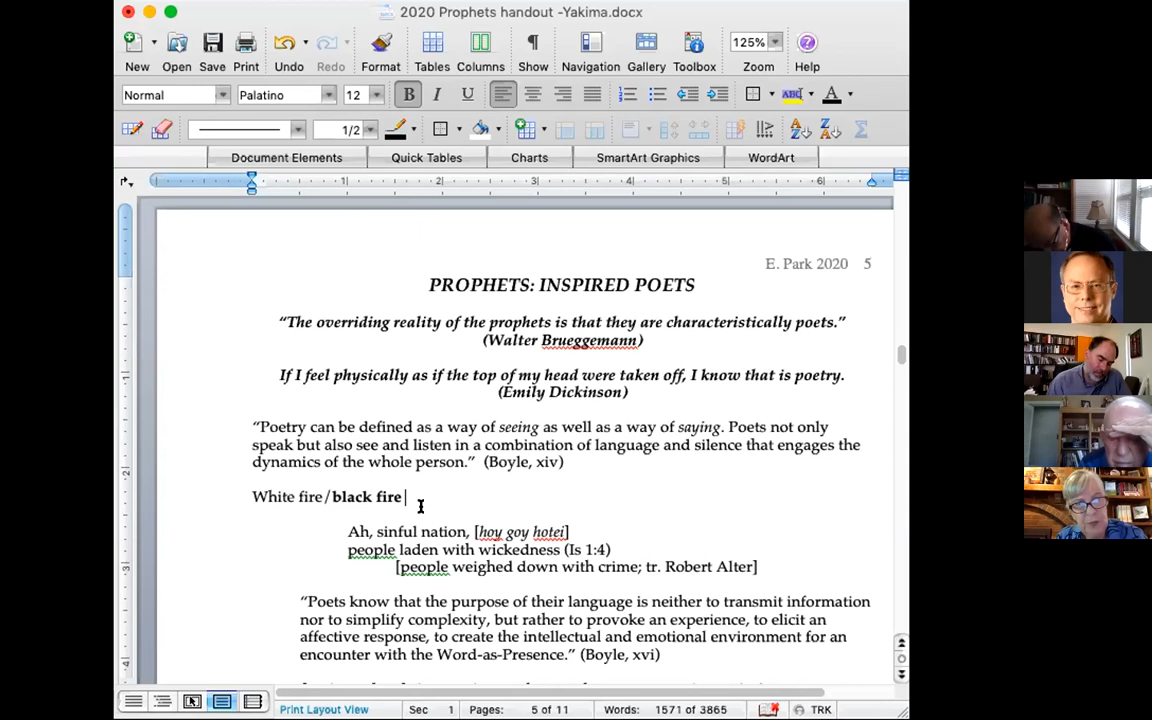 2020 Prophets handout -Yakima.docx
New Open Save Print Undo Redo Format Tables Columns Show Navigation Gallery Toolbox Zoom Help
125%
Normal Palatino 12 B I U ABC A
1/2 A Z Z A Σ
Document Elements Quick Tables Charts SmartArt Graphics WordArt
1 2 3 4 5 6
E. Park 2020 5
PROPHETS: INSPIRED POETS
“The overriding reality of the prophets is that they are characteristically poets.”
(Walter Brueggemann)
If I feel physically as if the top of my head were taken off, I know that is poetry.
(Emily Dickinson)
“Poetry can be defined as a way of seeing as well as a way of saying. Poets not only
speak but also see and listen in a combination of language and silence that engages the
dynamics of the whole person.” (Boyle, xiv)
White fire/black fire
Ah, sinful nation, [hoy goy hotei]
people laden with wickedness (Is 1:4)
[people weighed down with crime; tr. Robert Alter]
“Poets know that the purpose of their language is neither to transmit information
nor to simplify complexity, but rather to provoke an experience, to elicit an
affective response, to create the intellectual and emotional environment for an
encounter with the Word-as-Presence.” (Boyle, xvi)
Print Layout View Sec 1 Pages: 5 of 11 Words: 1571 of 3865 TRK